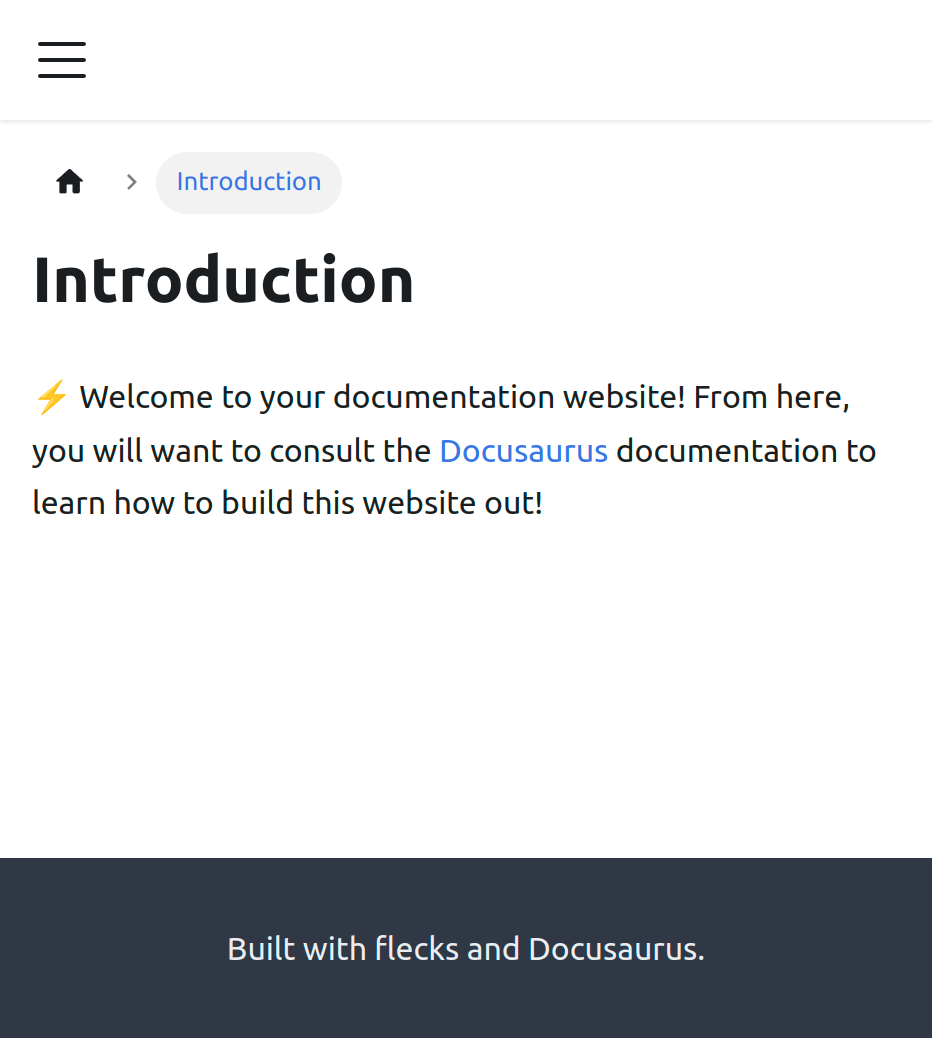 Introduction
Introduction
⚡ Welcome to your documentation website! From here,
you will want to consult the Docusaurus documentation to
learn how to build this website out!
Built with flecks and Docusaurus.